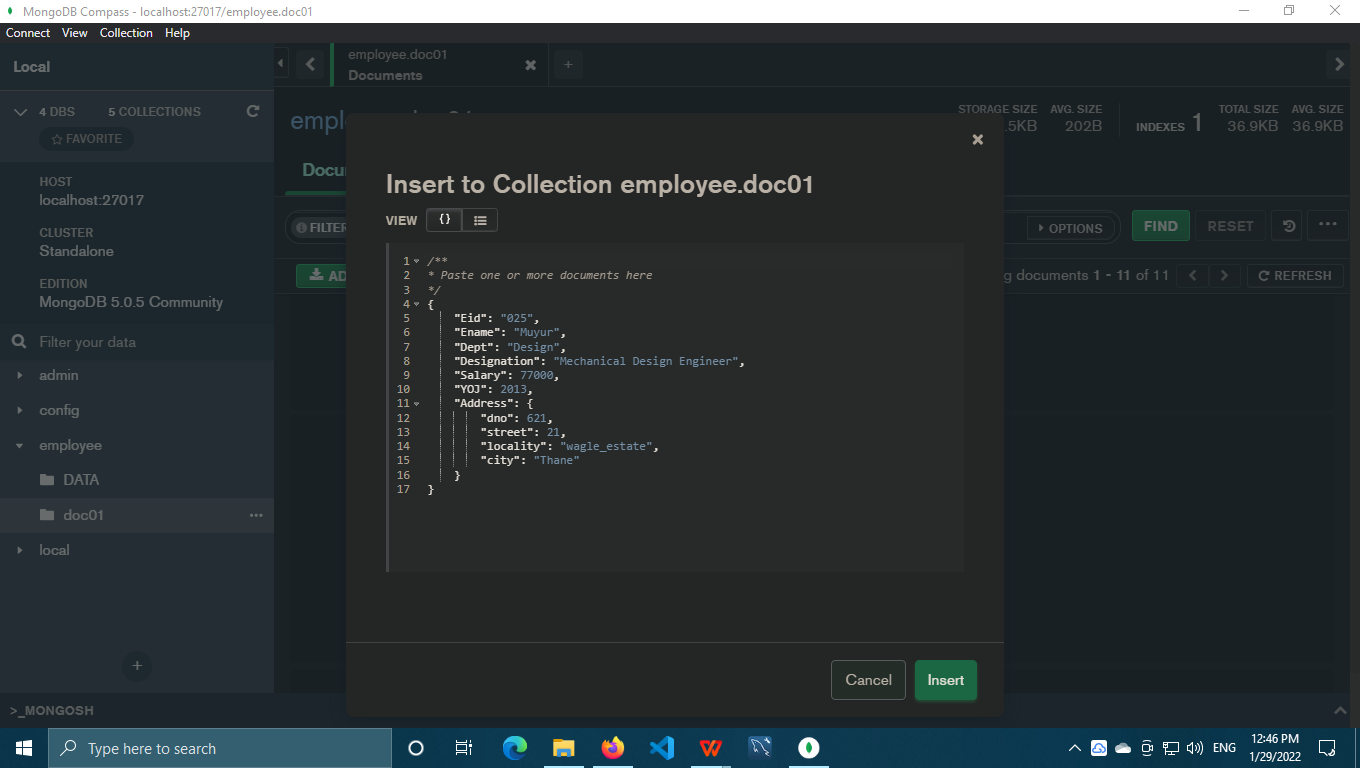 MongoDB Compass - localhost:27017/employee.doc01
Connect View Collection Help
Local
employee.doc01
Documents
4 DBS 5 COLLECTIONS
FAVORITE
HOST
localhost:27017
CLUSTER
Standalone
EDITION
MongoDB 5.0.5 Community
Filter your data
admin
config
employee
DATA
doc01
local
>_MONGOSH
STORAGE SIZE AVG. SIZE
.5KB 202B
INDEXES 1
TOTAL SIZE AVG. SIZE
36.9KB 36.9KB
FILTER
OPTIONS
FIND RESET
documents 1 - 11 of 11
REFRESH
Insert to Collection employee.doc01
VIEW {}
1 /**
2 * Paste one or more documents here
3 */
4 {
5 "Eid": "025",
6 "Ename": "Muyur",
7 "Dept": "Design",
8 "Designation": "Mechanical Design Engineer",
9 "Salary": 77000,
10 "YOJ": 2013,
11 "Address": {
12 "dno": 621,
13 "street": 21,
14 "locality": "wagle_estate",
15 "city": "Thane"
16 }
17 }
Cancel Insert
Type here to search
ENG
12:46 PM
1/29/2022